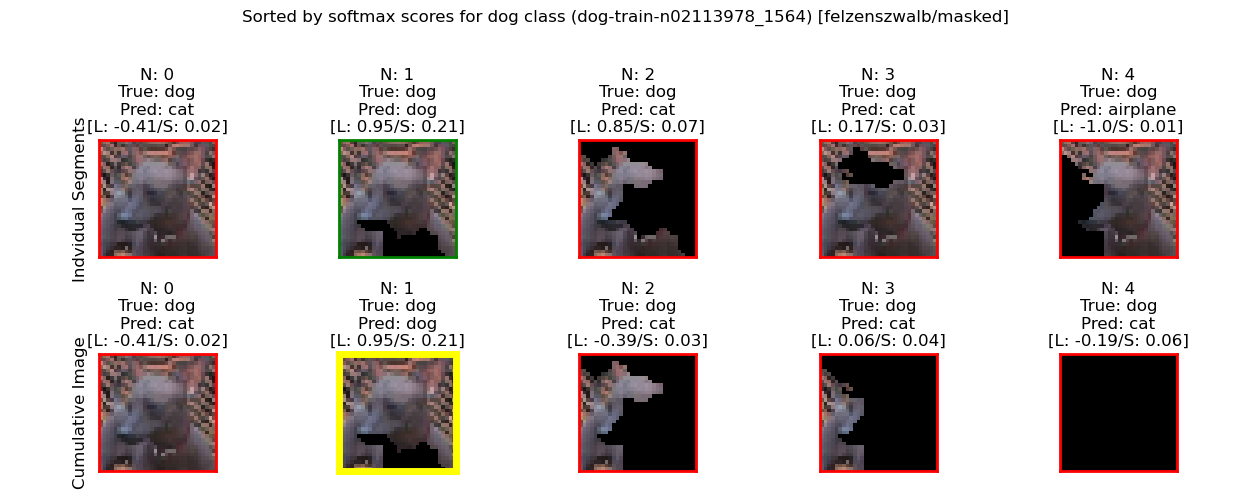 Sorted by softmax scores for dog class (dog-train-n02113978_1564) [felzenszwalb/masked]
Indvidual Segments
N: 0
True: dog
Pred: cat
[L: -0.41/S: 0.02]
N: 1
True: dog
Pred: dog
[L: 0.95/S: 0.21]
N: 2
True: dog
Pred: cat
[L: 0.85/S: 0.07]
N: 3
True: dog
Pred: cat
[L: 0.17/S: 0.03]
N: 4
True: dog
Pred: airplane
[L: -1.0/S: 0.01]
Cumulative Image
N: 0
True: dog
Pred: cat
[L: -0.41/S: 0.02]
N: 1
True: dog
Pred: dog
[L: 0.95/S: 0.21]
N: 2
True: dog
Pred: cat
[L: -0.39/S: 0.03]
N: 3
True: dog
Pred: cat
[L: 0.06/S: 0.04]
N: 4
True: dog
Pred: cat
[L: -0.19/S: 0.06]